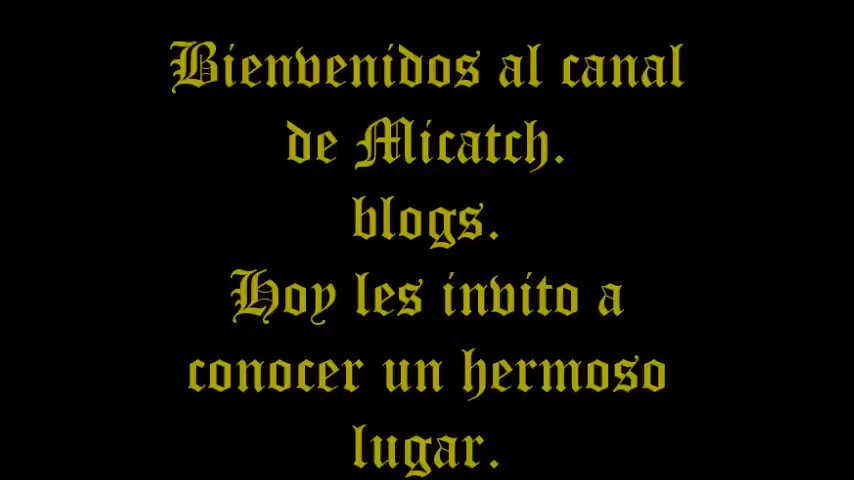 Bienvenidos al canal
de Micatch.
blogs.
Hoy les invito a
conocer un hermoso
lugar.